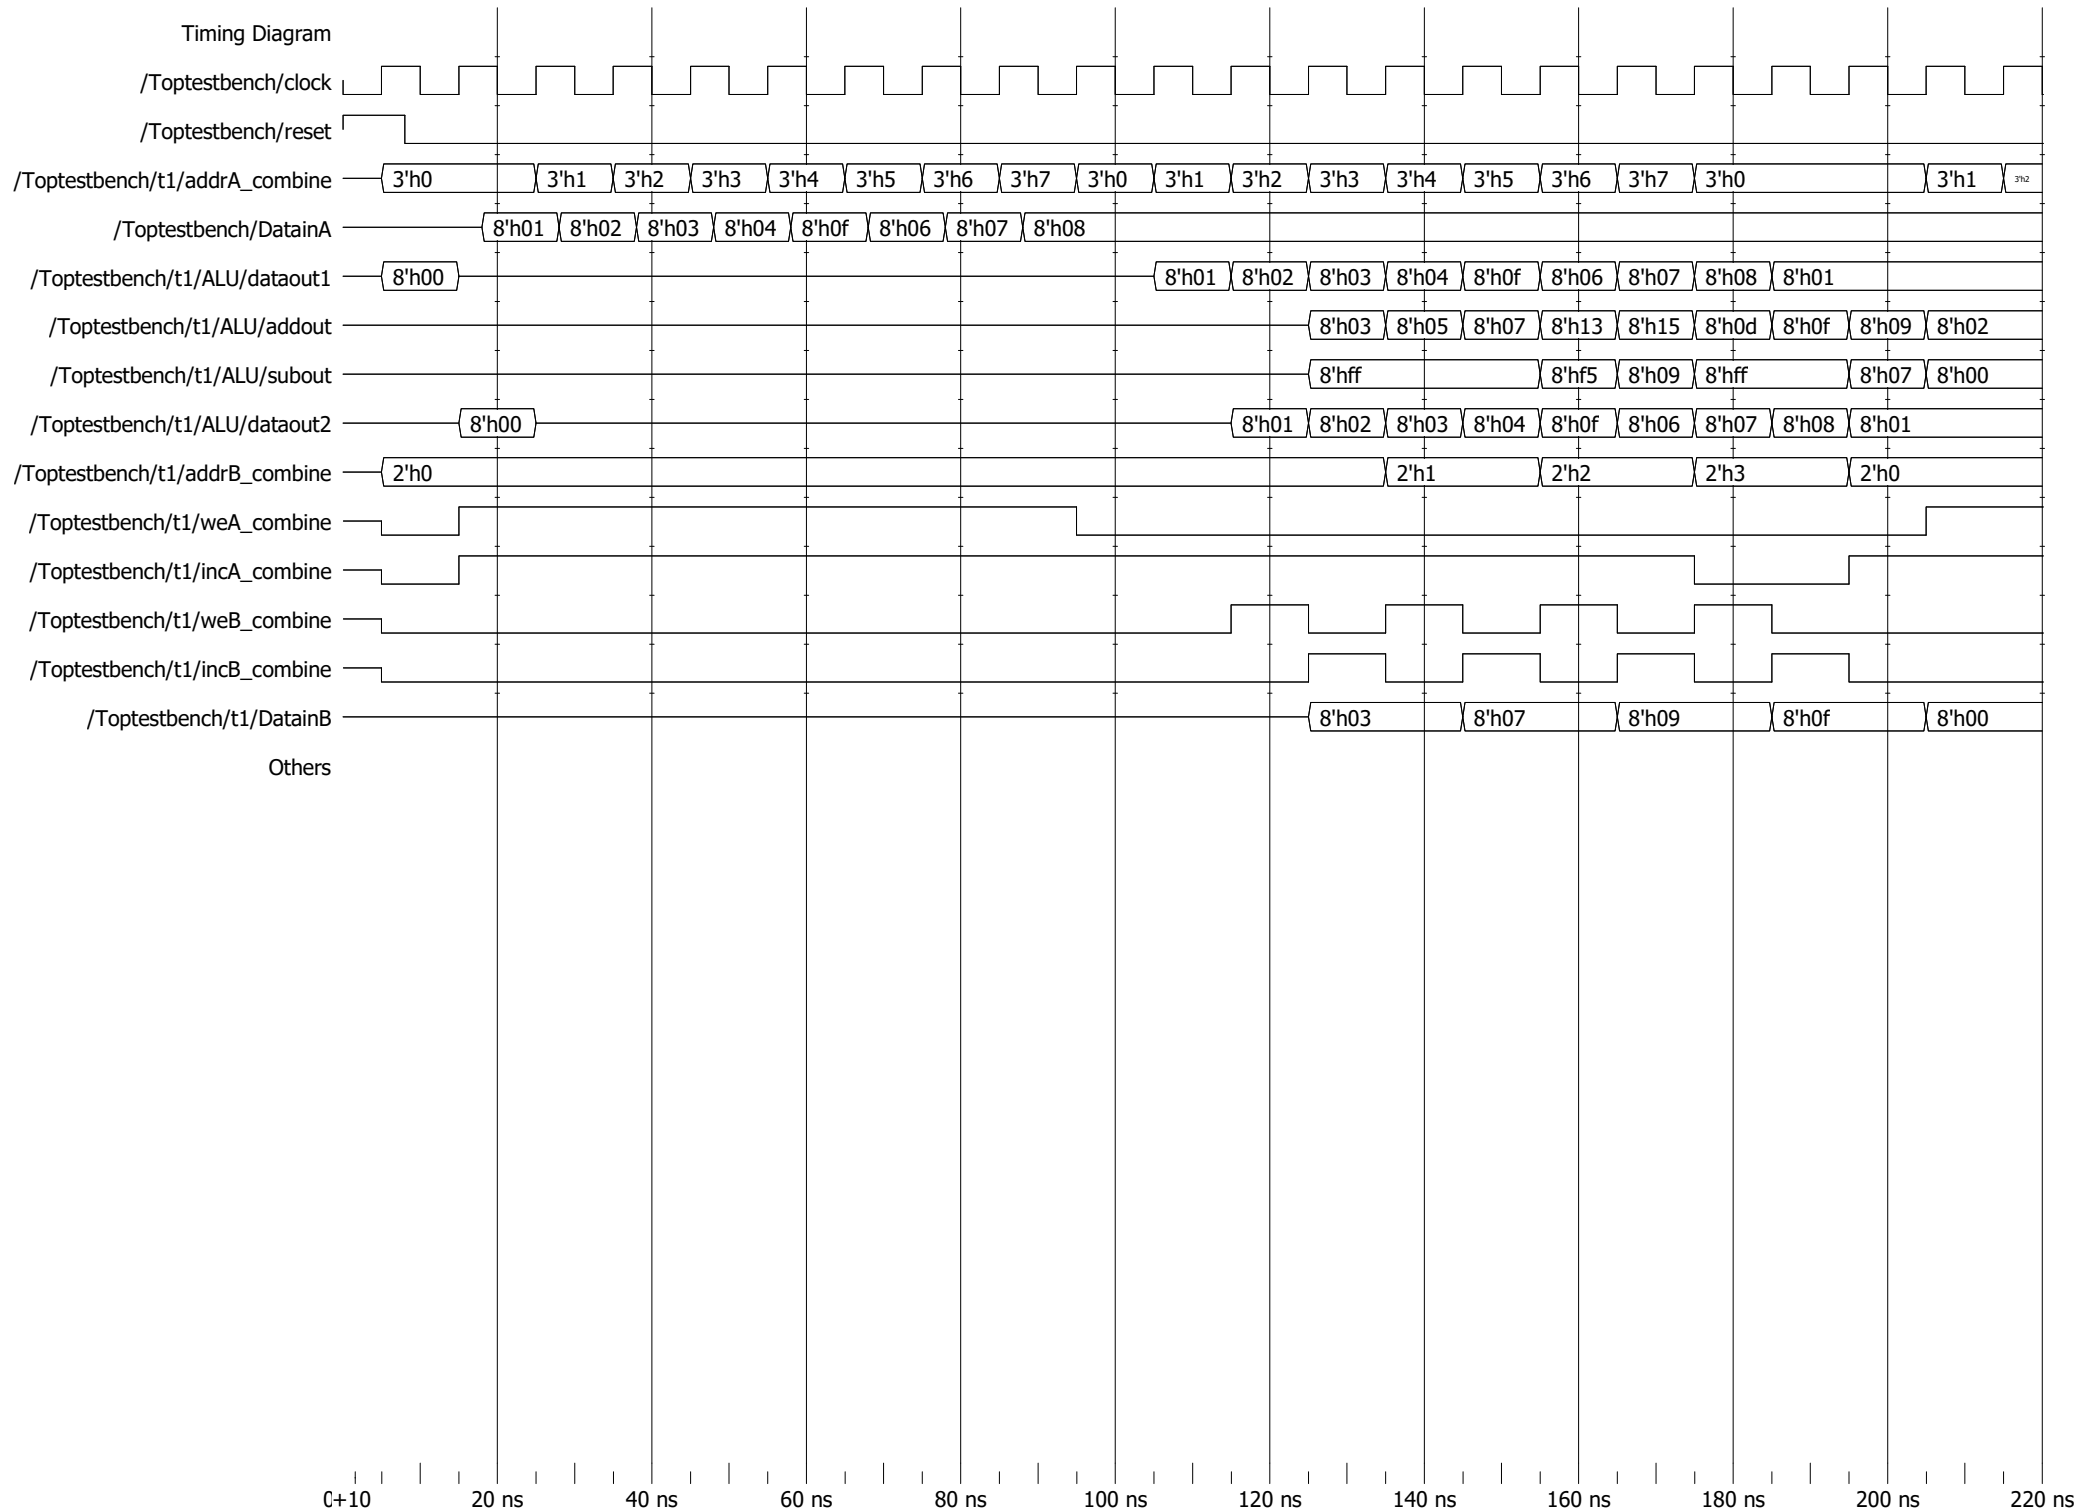 Timing Diagram
/Toptestbench/clock
/Toptestbench/reset
/Toptestbench/t1/addrA_combine 3'h0 3'h1 3'h2 3'h3 3'h4 3'h5 3'h6 3'h7 3'h0 3'h1 3'h2 3'h3 3'h4 3'h5 3'h6 3'h7 3'h0 3'h1 3'h2
/Toptestbench/DatainA 8'h01 8'h02 8'h03 8'h04 8'h0f 8'h06 8'h07 8'h08
/Toptestbench/t1/ALU/dataout1 8'h00 8'h01 8'h02 8'h03 8'h04 8'h0f 8'h06 8'h07 8'h08 8'h01
/Toptestbench/t1/ALU/addout 8'h03 8'h05 8'h07 8'h13 8'h15 8'h0d 8'h0f 8'h09 8'h02
/Toptestbench/t1/ALU/subout 8'hff 8'hf5 8'h09 8'hff 8'h07 8'h00
/Toptestbench/t1/ALU/dataout2 8'h00 8'h01 8'h02 8'h03 8'h04 8'h0f 8'h06 8'h07 8'h08 8'h01
/Toptestbench/t1/addrB_combine 2'h0 2'h1 2'h2 2'h3 2'h0
/Toptestbench/t1/weA_combine
/Toptestbench/t1/incA_combine
/Toptestbench/t1/weB_combine
/Toptestbench/t1/incB_combine
/Toptestbench/t1/DatainB 8'h03 8'h07 8'h09 8'h0f 8'h00
Others
0+10 20 ns 40 ns 60 ns 80 ns 100 ns 120 ns 140 ns 160 ns 180 ns 200 ns 220 ns